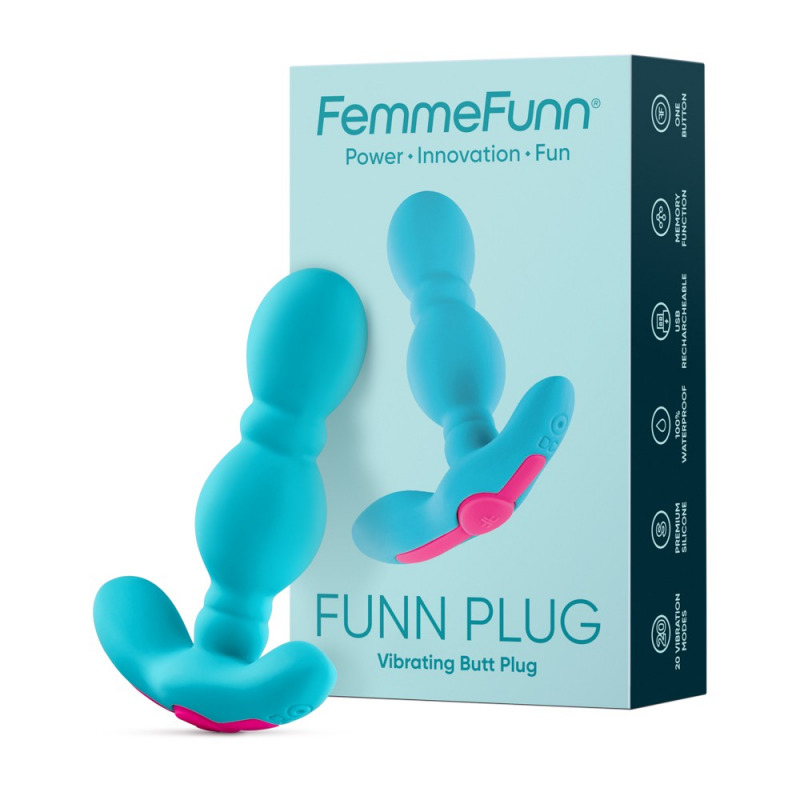 FemmeFunn®
Power • Innovation • Fun
FUNN PLUG
Vibrating Butt Plug
ONE
BUTTON
MEMORY
FUNCTION
USB
RECHARCHEABLE
100%
WATERPROOF
PREMIUM
SILICONE
20
20 VIBRATION
MODES